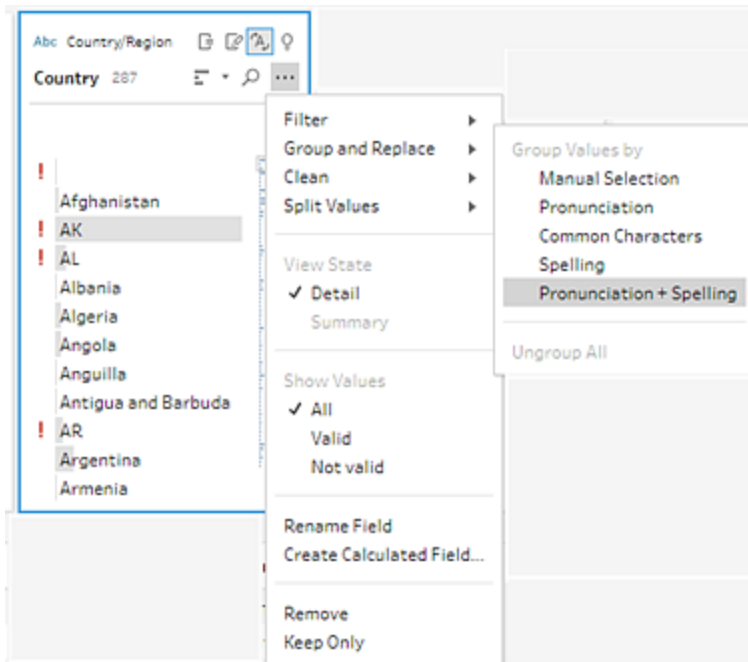 Abc Country/Region
Country 287
!
Afghanistan
! AK
! AL
Albania
Algeria
Angola
Anguilla
Antigua and Barbuda
! AR
Argentina
Armenia
Filter
Group and Replace
Clean
Split Values
View State
✓ Detail
Summary
Show Values
✓ All
Valid
Not valid
Rename Field
Create Calculated Field...
Remove
Keep Only
Group Values by
Manual Selection
Pronunciation
Common Characters
Spelling
Pronunciation + Spelling
Ungroup All